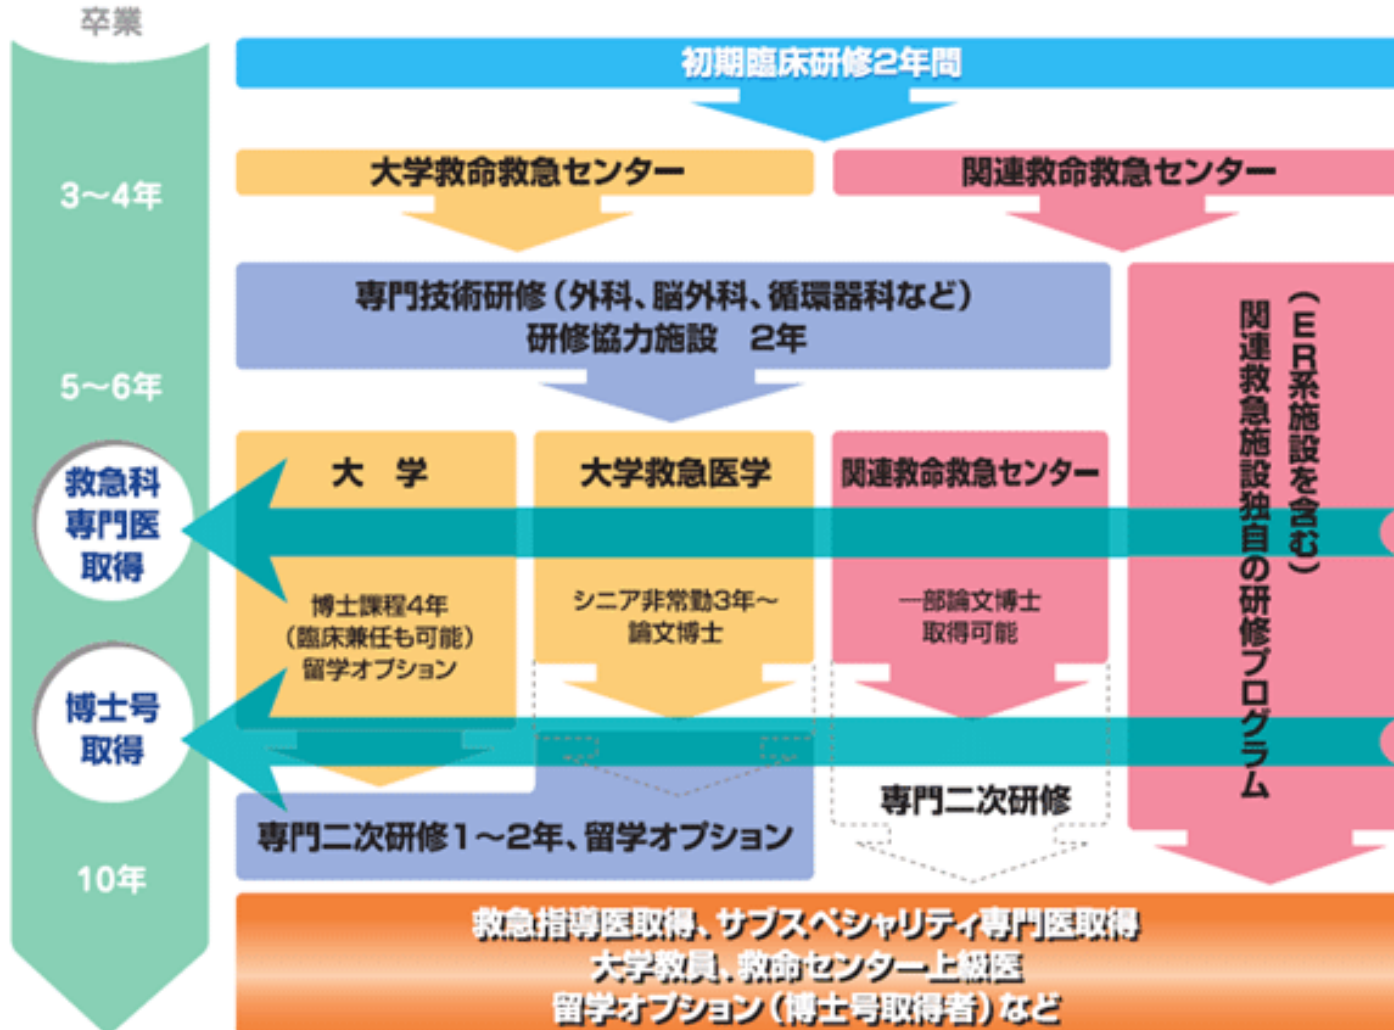 卒業
初期臨床研修2年間
大学救命救急センター
関連救命救急センター
3〜4年
専門技術研修（外科、脳外科、循環器科など）
研修協力施設　2年
（ER系施設を含む）
関連救急施設独自の研修プログラム
5〜6年
大　学
大学救急医学
関連救命救急センター
救急科
専門医
取得
博士課程4年
（臨床兼任も可能）
留学オプション
シニア非常勤3年〜
論文博士
一部論文博士
取得可能
博士号
取得
専門二次研修1〜2年、留学オプション
専門二次研修
10年
救急指導医取得、サブスペシャリティ専門医取得
大学教員、救命センター上級医
留学オプション（博士号取得者）など